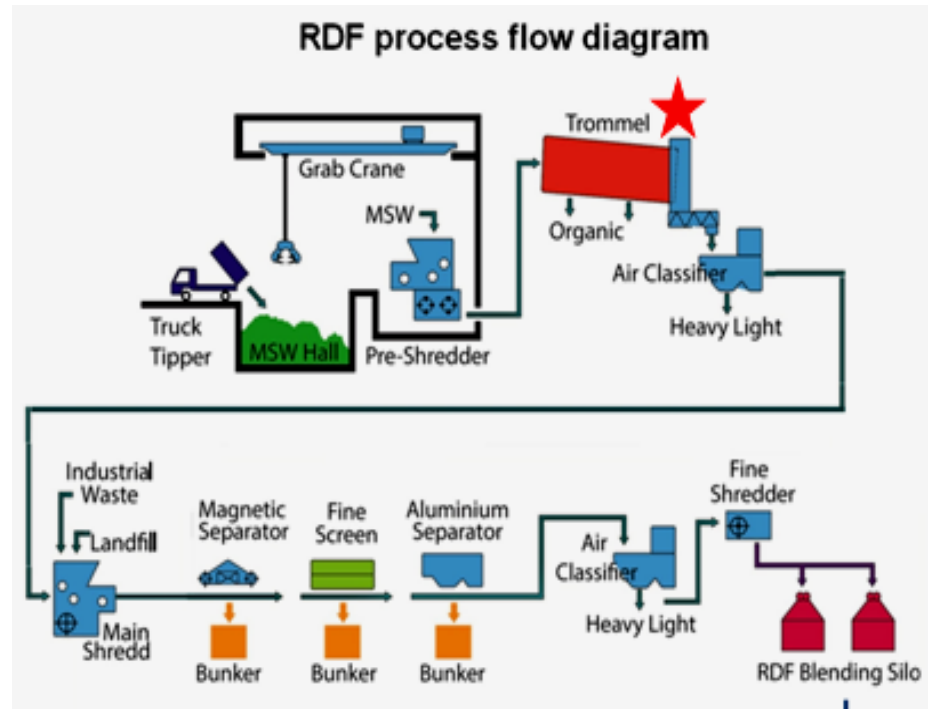 RDF process flow diagram
Trommel
Grab Crane
MSW
Organic
Air Classifier
Heavy Light
Truck
Tipper
MSW Hall
Pre-Shredder
Industrial
Waste
Landfill
Main
Shredd
Magnetic
Separator
Bunker
Fine
Screen
Bunker
Aluminium
Separator
Bunker
Air
Classifier
Heavy Light
Fine
Shredder
RDF Blending Silo